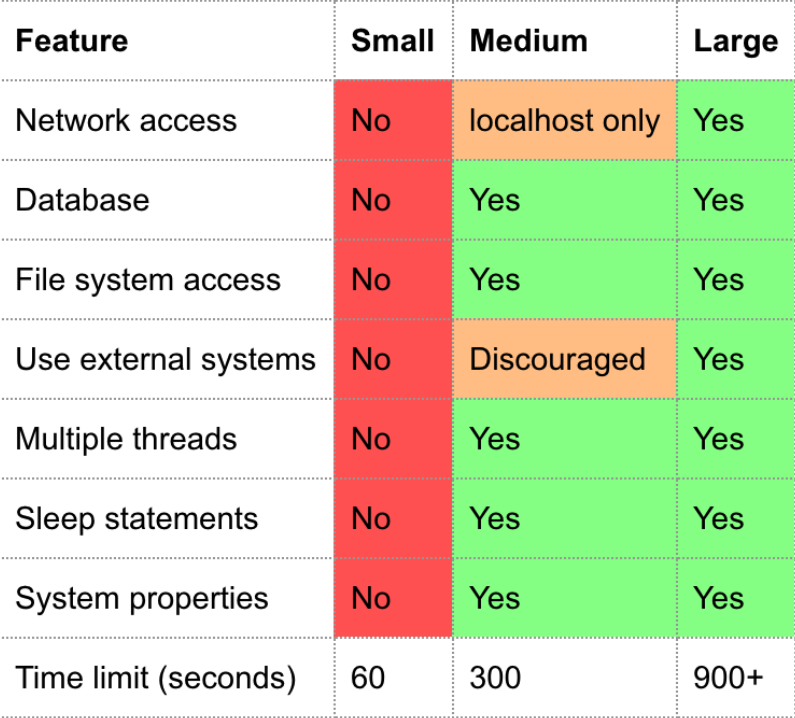 Feature Small Medium Large
Network access No localhost only Yes
Database No Yes Yes
File system access No Yes Yes
Use external systems No Discouraged Yes
Multiple threads No Yes Yes
Sleep statements No Yes Yes
System properties No Yes Yes
Time limit (seconds) 60 300 900+